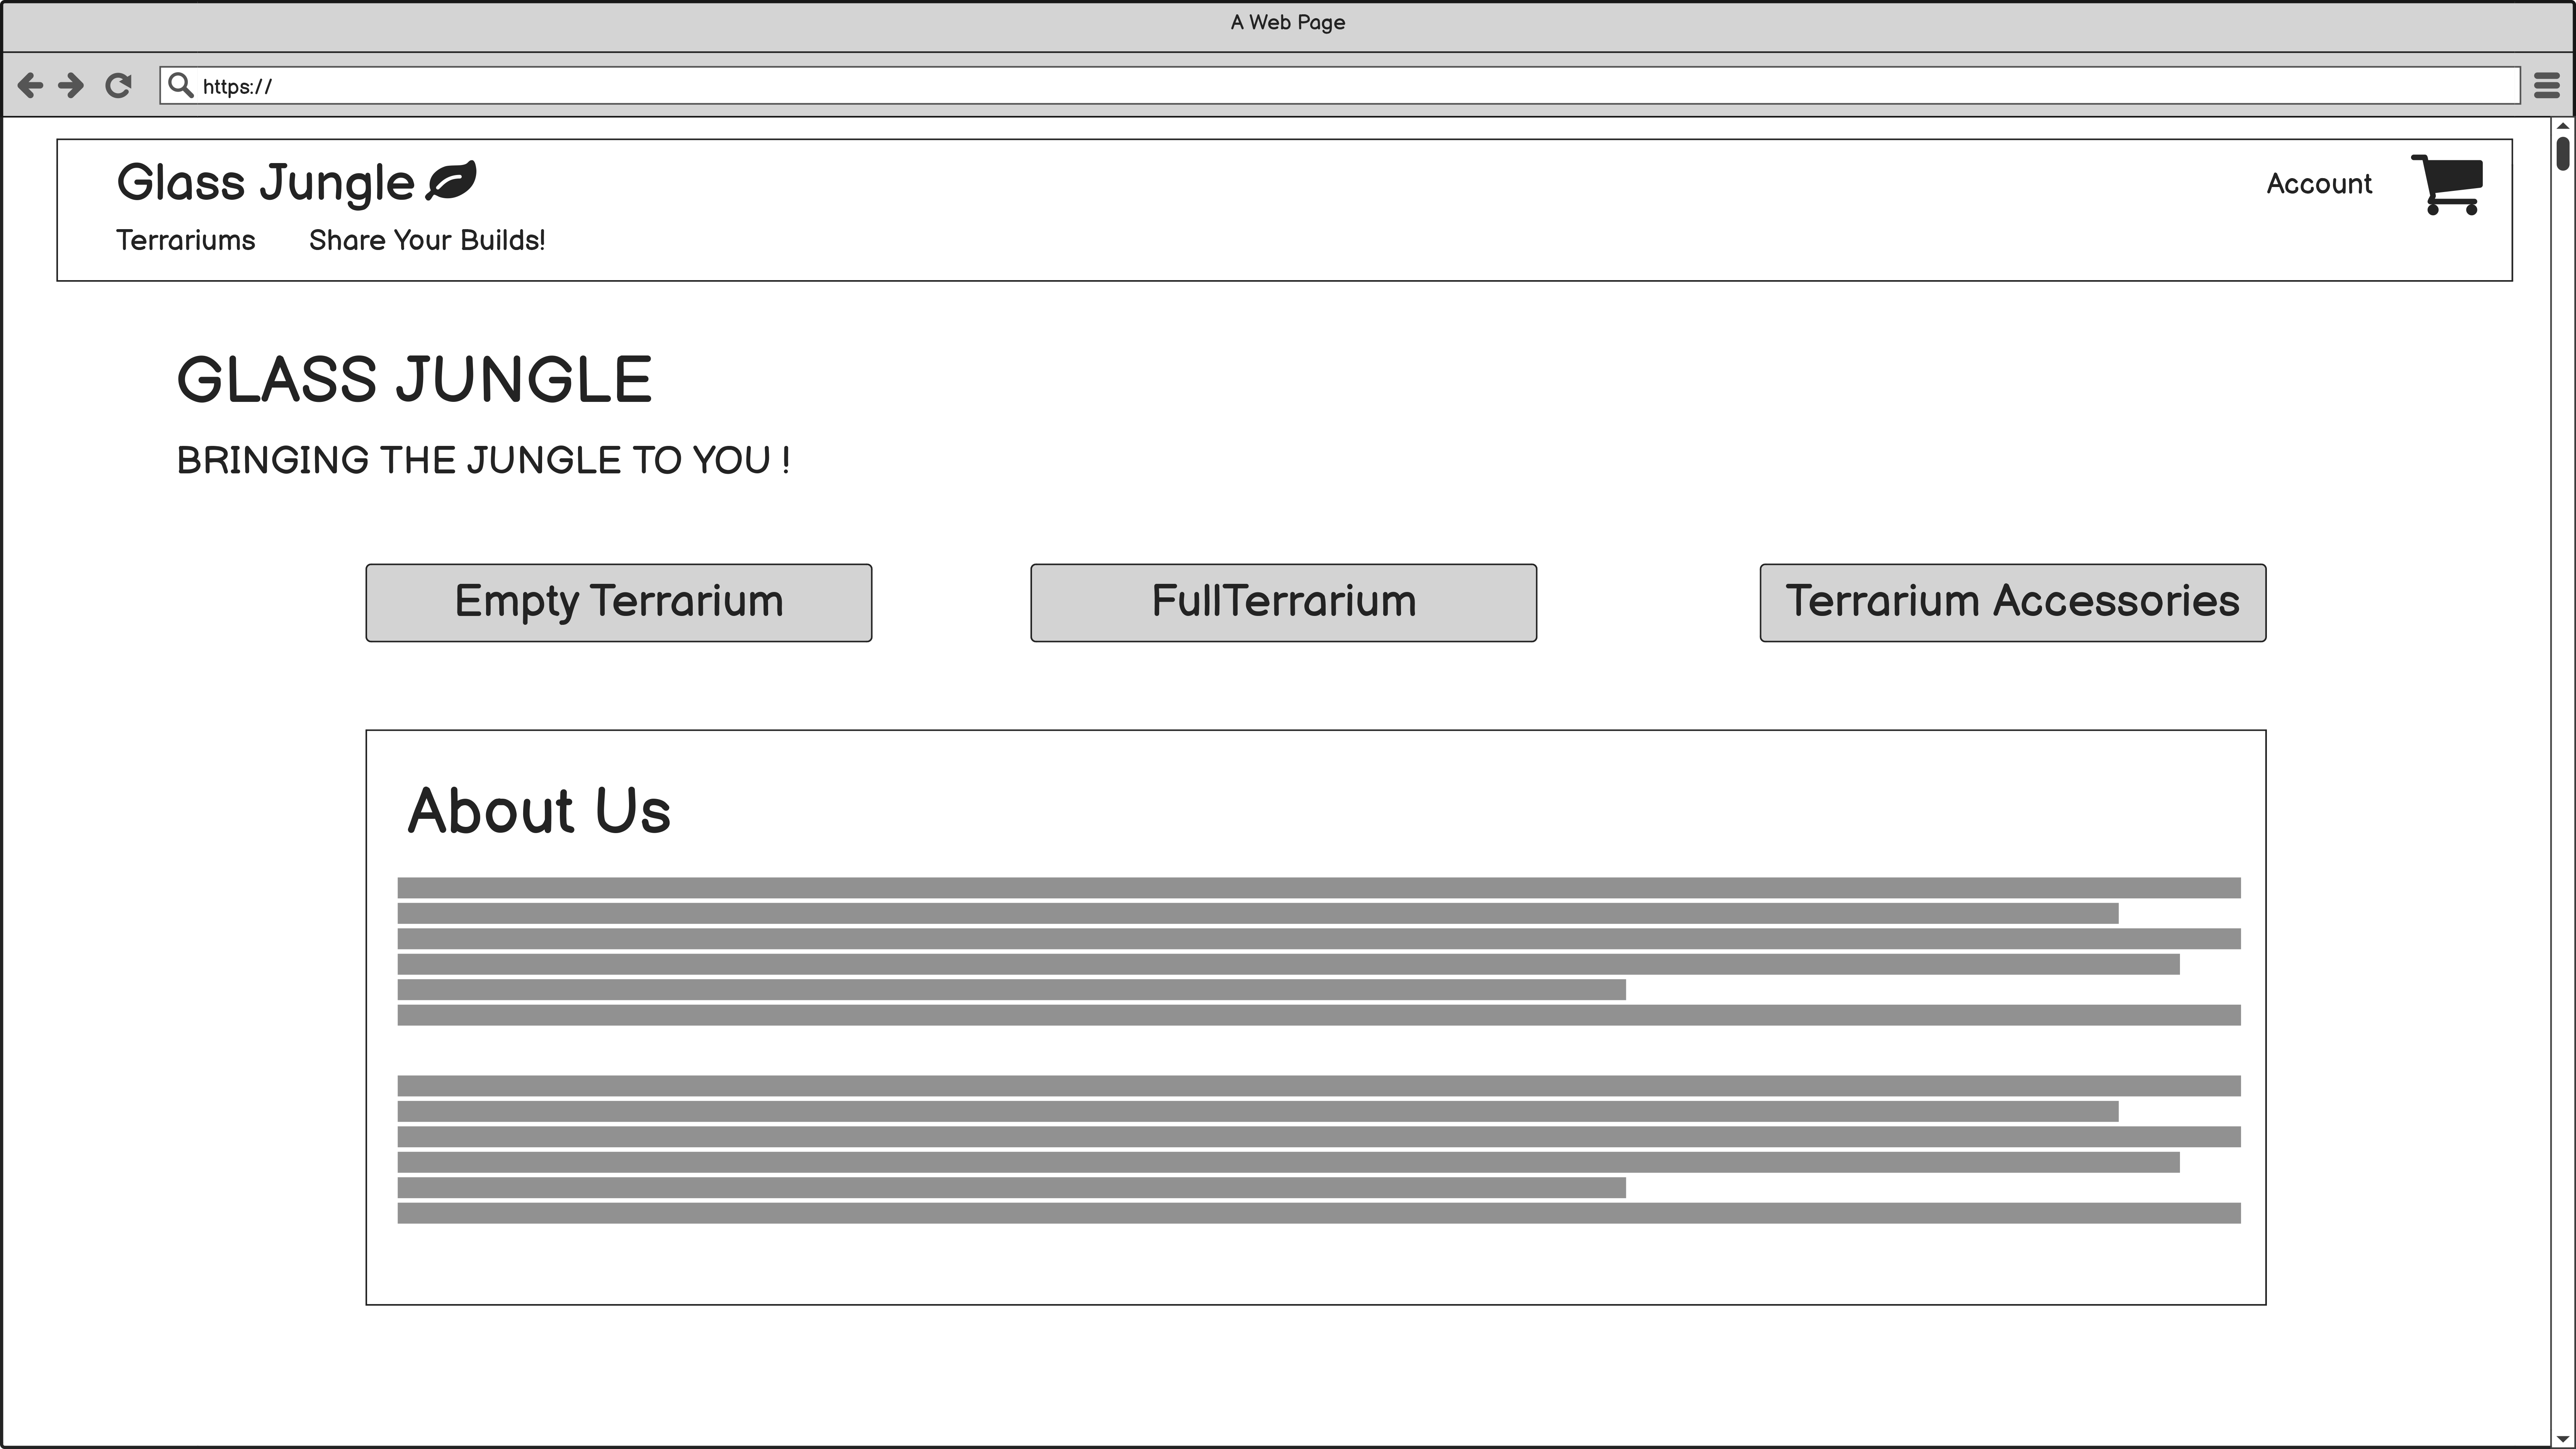 A Web Page
https://
Glass Jungle
Account
Terrariums Share Your Builds!
GLASS JUNGLE
BRINGING THE JUNGLE TO YOU !
Empty Terrarium
FullTerrarium
Terrarium Accessories
About Us